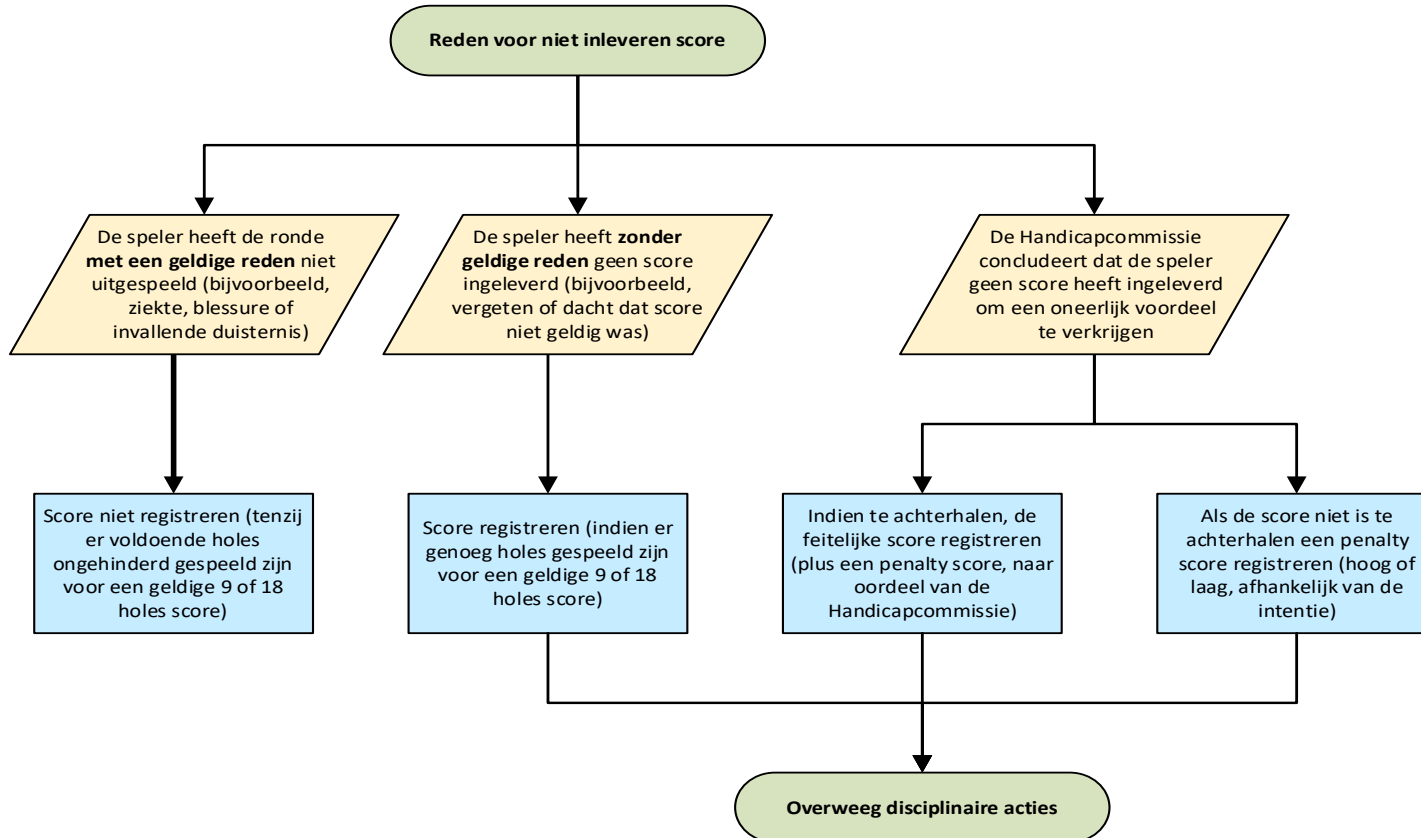 Reden voor niet inleveren score
De speler heeft de ronde
met een geldige reden niet
uitgespeeld (bijvoorbeeld,
ziekte, blessure of
invallende duisternis)
De speler heeft zonder
geldige reden geen score
ingeleverd (bijvoorbeeld,
vergeten of dacht dat score
niet geldig was)
De Handicapcommissie
concludeert dat de speler
geen score heeft ingeleverd
om een oneerlijk voordeel
te verkrijgen
Score niet registreren (tenzij
er voldoende holes
ongehinderd gespeeld zijn
voor een geldige 9 of 18
holes score)
Score registreren (indien er
genoeg holes gespeeld zijn
voor een geldige 9 of 18
holes score)
Indien te achterhalen, de
feitelijke score registreren
(plus een penalty score, naar
oordeel van de
Handicapcommissie)
Als de score niet is te
achterhalen een penalty
score registreren (hoog of
laag, afhankelijk van de
intentie)
Overweeg disciplinaire acties